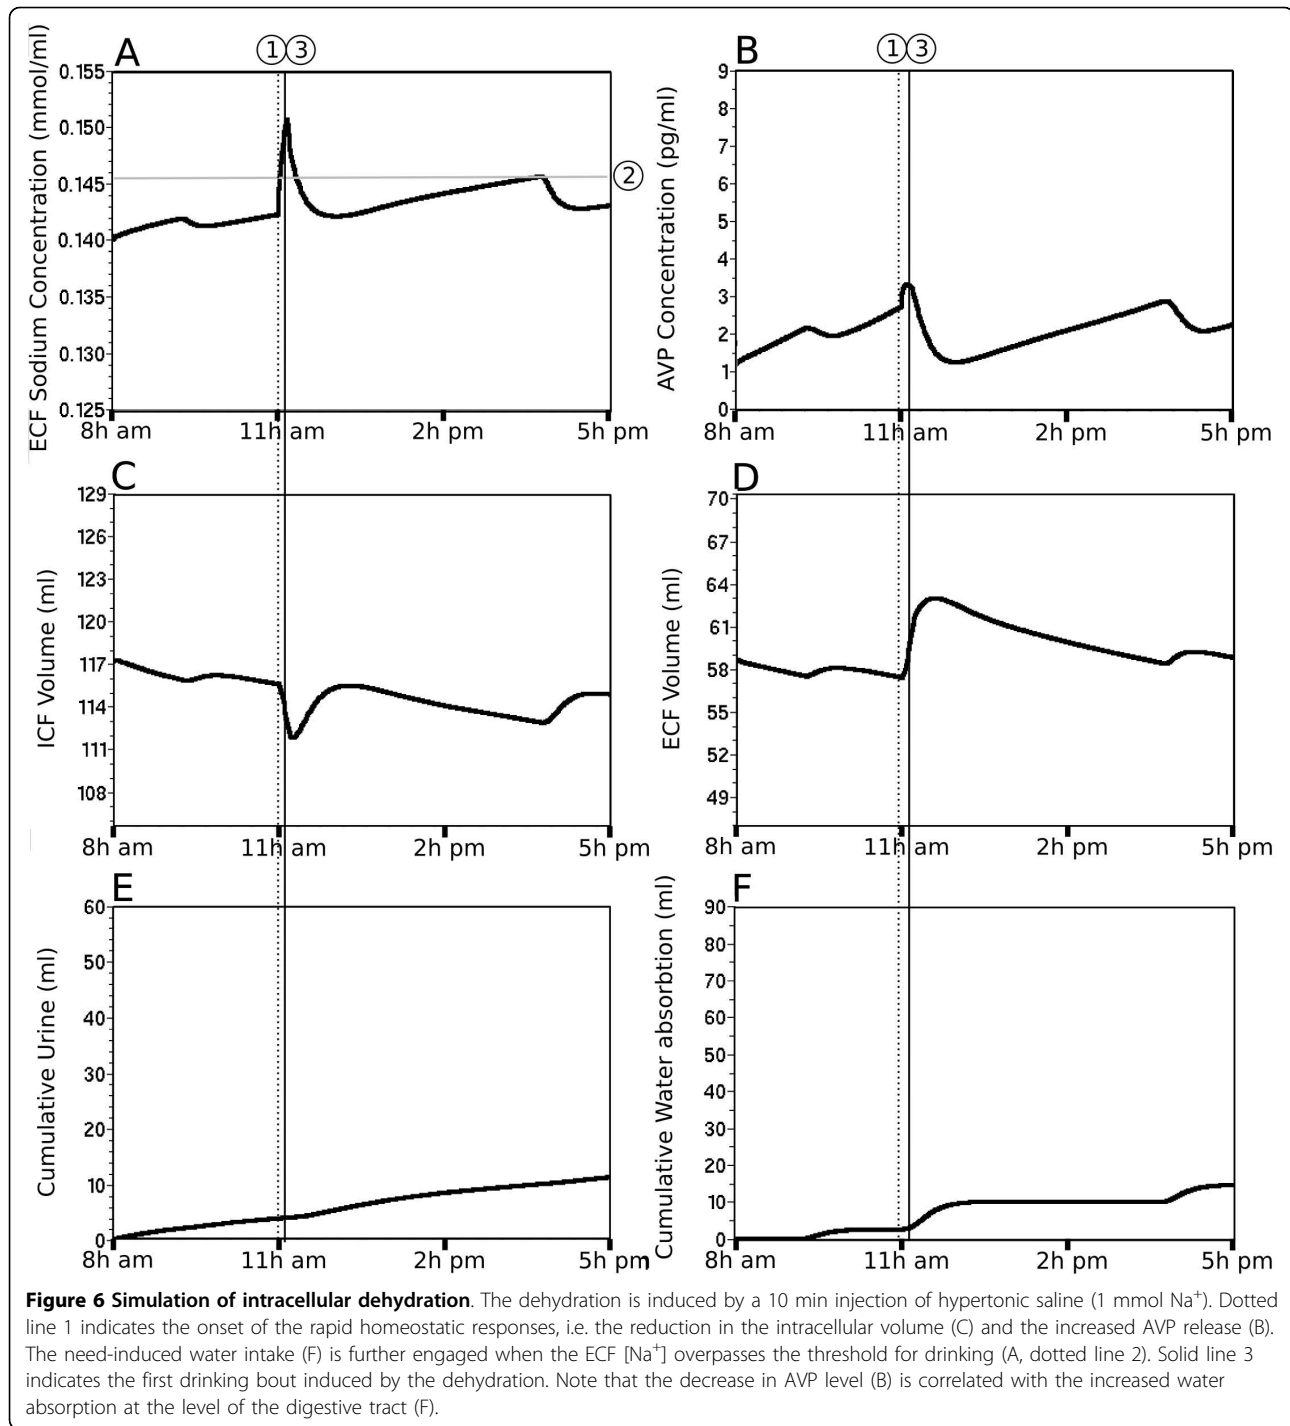 A
①③
ECF Sodium Concentration (mmol/ml)
0.155
0.150
0.145
0.140
0.135
0.130
0.125
②
8h am 11h am 2h pm 5h pm
B
①③
AVP Concentration (pg/ml)
9
8
7
6
5
4
3
2
1
0
8h am 11h am 2h pm 5h pm
C
ICF Volume (ml)
129
126
123
120
117
114
111
108
8h am 11h am 2h pm 5h pm
D
ECF Volume (ml)
70
67
64
61
58
55
52
49
8h am 11h am 2h pm 5h pm
E
Cumulative Urine (ml)
60
50
40
30
20
10
0
8h am 11h am 2h pm 5h pm
F
Cumulative Water absorbtion (ml)
90
80
70
60
50
40
30
20
10
0
8h am 11h am 2h pm 5h pm
Figure 6 Simulation of intracellular dehydration. The dehydration is induced by a 10 min injection of hypertonic saline (1 mmol Na⁺). Dotted
line 1 indicates the onset of the rapid homeostatic responses, i.e. the reduction in the intracellular volume (C) and the increased AVP release (B).
The need-induced water intake (F) is further engaged when the ECF [Na⁺] overpasses the threshold for drinking (A, dotted line 2). Solid line 3
indicates the first drinking bout induced by the dehydration. Note that the decrease in AVP level (B) is correlated with the increased water
absorption at the level of the digestive tract (F).